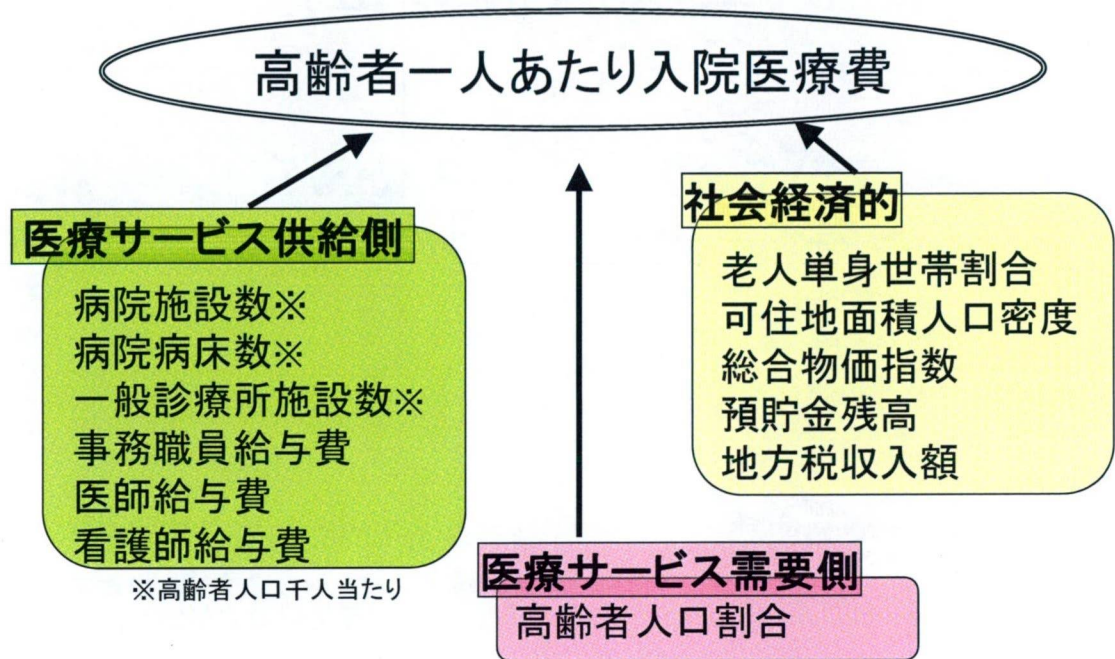 高齢者一人あたり入院医療費
医療サービス供給側
病院施設数※
病院病床数※
一般診療所施設数※
事務職員給与費
医師給与費
看護師給与費
※高齢者人口千人当たり
社会経済的
老人単身世帯割合
可住地面積人口密度
総合物価指数
預貯金残高
地方税収入額
医療サービス需要側
高齢者人口割合